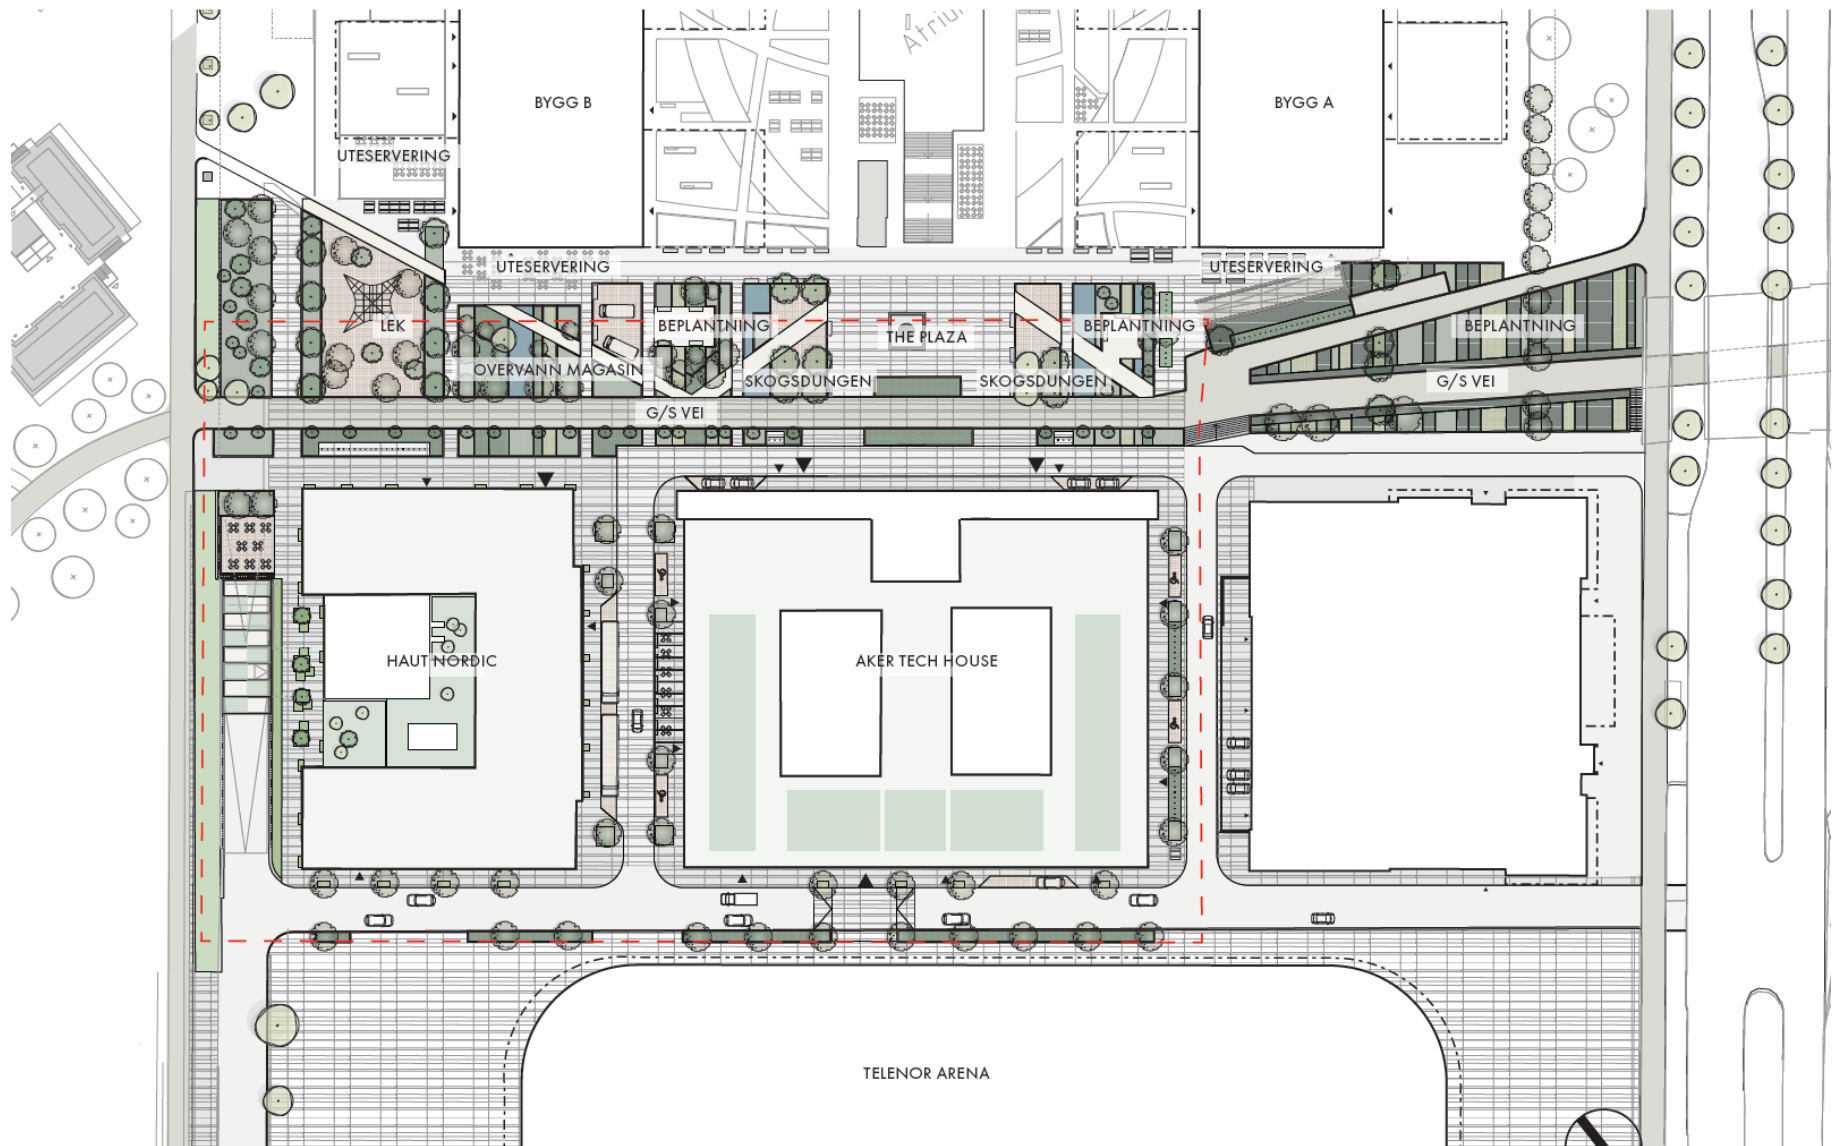 Atriu
BYGG B
BYGG A
UTESERVERING
UTESERVERING
UTESERVERING
LEK
BEPLANTNING
THE PLAZA
BEPLANTNING
BEPLANTNING
OVERVANN MAGASIN
SKOGSDUNGEN
SKOGSDUNGEN
G/S VEI
G/S VEI
HAUT NORDIC
AKER TECH HOUSE
TELENOR ARENA